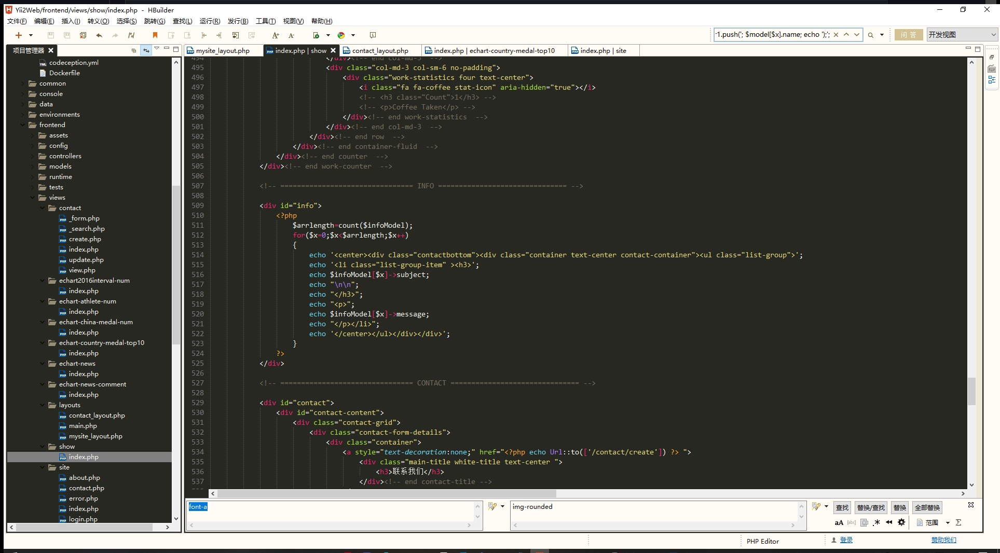 Yii2Web/frontend/views/show/index.php - HBuilder
文件(F) 编辑(E) 插入(I) 转义(O) 选择(S) 跳转(G) 查找(L) 运行(R) 发行(B) 工具(T) 视图(V) 帮助(H)
1.push('; $model[$x].name; echo ');';
问 答
开发视图
项目管理器
mysite_layout.php
index.php | show
contact_layout.php
index.php | echart-country-medal-top10
index.php | site
codeception.yml
Dockerfile
common
console
data
environments
frontend
assets
config
controllers
models
runtime
tests
views
contact
_form.php
_search.php
create.php
index.php
update.php
view.php
echart2016interval-num
index.php
echart-athlete-num
index.php
echart-china-medal-num
index.php
echart-country-medal-top10
index.php
echart-news
index.php
echart-news-comment
index.php
layouts
contact_layout.php
main.php
mysite_layout.php
show
index.php
site
about.php
contact.php
error.php
index.php
login.php
494 </div><!-- end col-md-3  -->
495 <div class="col-md-3 col-sm-6 no-padding">
496 <div class="work-statistics four text-center">
497 <i class="fa fa-coffee stat-icon" aria-hidden="true"></i>
498 <!-- <h3 class="Count">1</h3> -->
499 <!-- <p>Coffee Taken</p> -->
500 </div><!-- end work-statistics  -->
501 </div><!-- end col-md-3  -->
502 </div><!-- end row  -->
503 </div><!-- end container-fluid  -->
504 </div><!-- end counter  -->
505 </div><!-- end work-counter  -->
506
507 <!-- ================================ INFO =============================== -->
508
509 <div id="info">
510 <?php
511 $arrlength=count($infoModel);
512 for($x=0;$x<$arrlength;$x++)
513 {
514 echo '<center><div class="contactbottom"><div class="container text-center contact-container"><ul class="list-group">';
515 echo '<li class="list-group-item" ><h3>';
516 echo $infoModel[$x]->subject;
517 echo "\n\n";
518 echo "</h3>";
519 echo "<p>";
520 echo $infoModel[$x]->message;
521 echo "</p></li>";
522 echo '</center></ul></div></div>';
523 }
524 ?>
525 </div>
526
527 <!-- ================================ CONTACT =============================== -->
528
529 <div id="contact">
530 <div id="contact-content">
531 <div class="contact-grid">
532 <div class="contact-form-details">
533 <div class="container">
534 <a style="text-decoration:none;" href="<?php echo Url::to(['/contact/create']) ?> ">
535 <div class="main-title white-title text-center ">
536 <h3>联系我们</h3>
537 </div><!-- end contact-title -->
font-a
img-rounded
查找 替换/查找 替换 全部替换
aA [abc] .* 范围 Σ
PHP Editor
登录
赞助我们